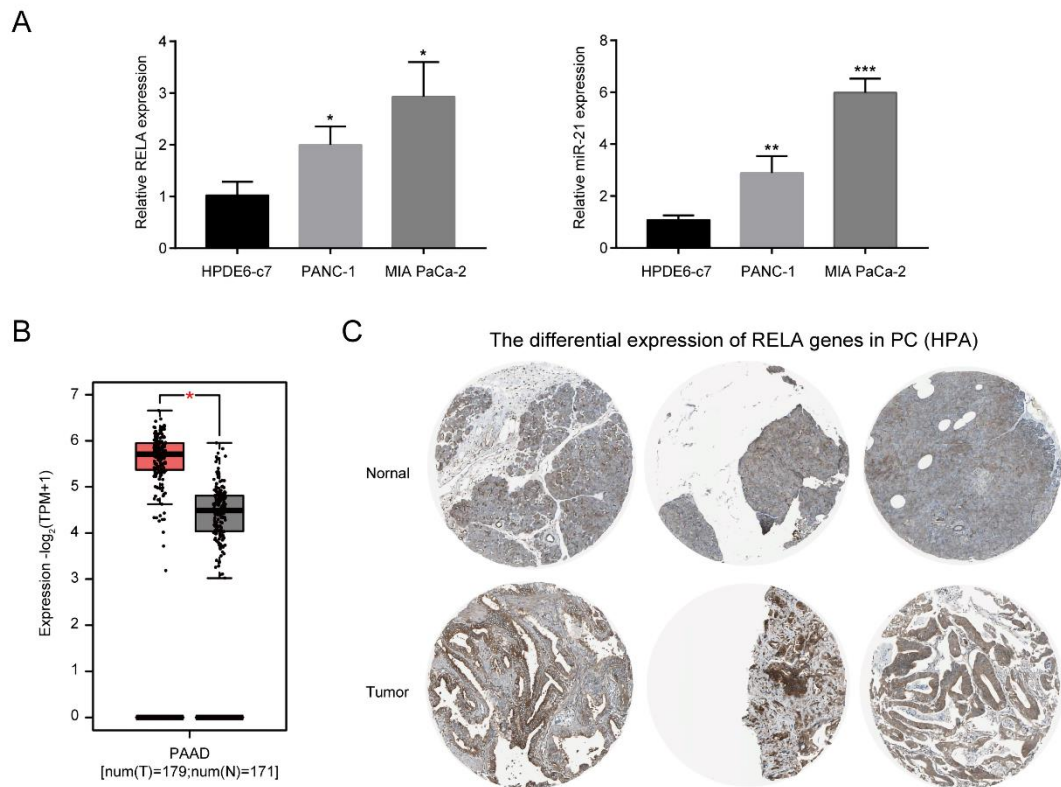 A
Relative RELA expression
4
3
2
1
0
*
*
HPDE6-c7 PANC-1 MIA PaCa-2
Relative miR-21 expression
8
6
4
2
0
**
***
HPDE6-c7 PANC-1 MIA PaCa-2
B
Expression -log₂(TPM+1)
7
6
5
4
3
2
1
0
*
PAAD
[num(T)=179;num(N)=171]
C
The differential expression of RELA genes in PC (HPA)
Nornal
Tumor